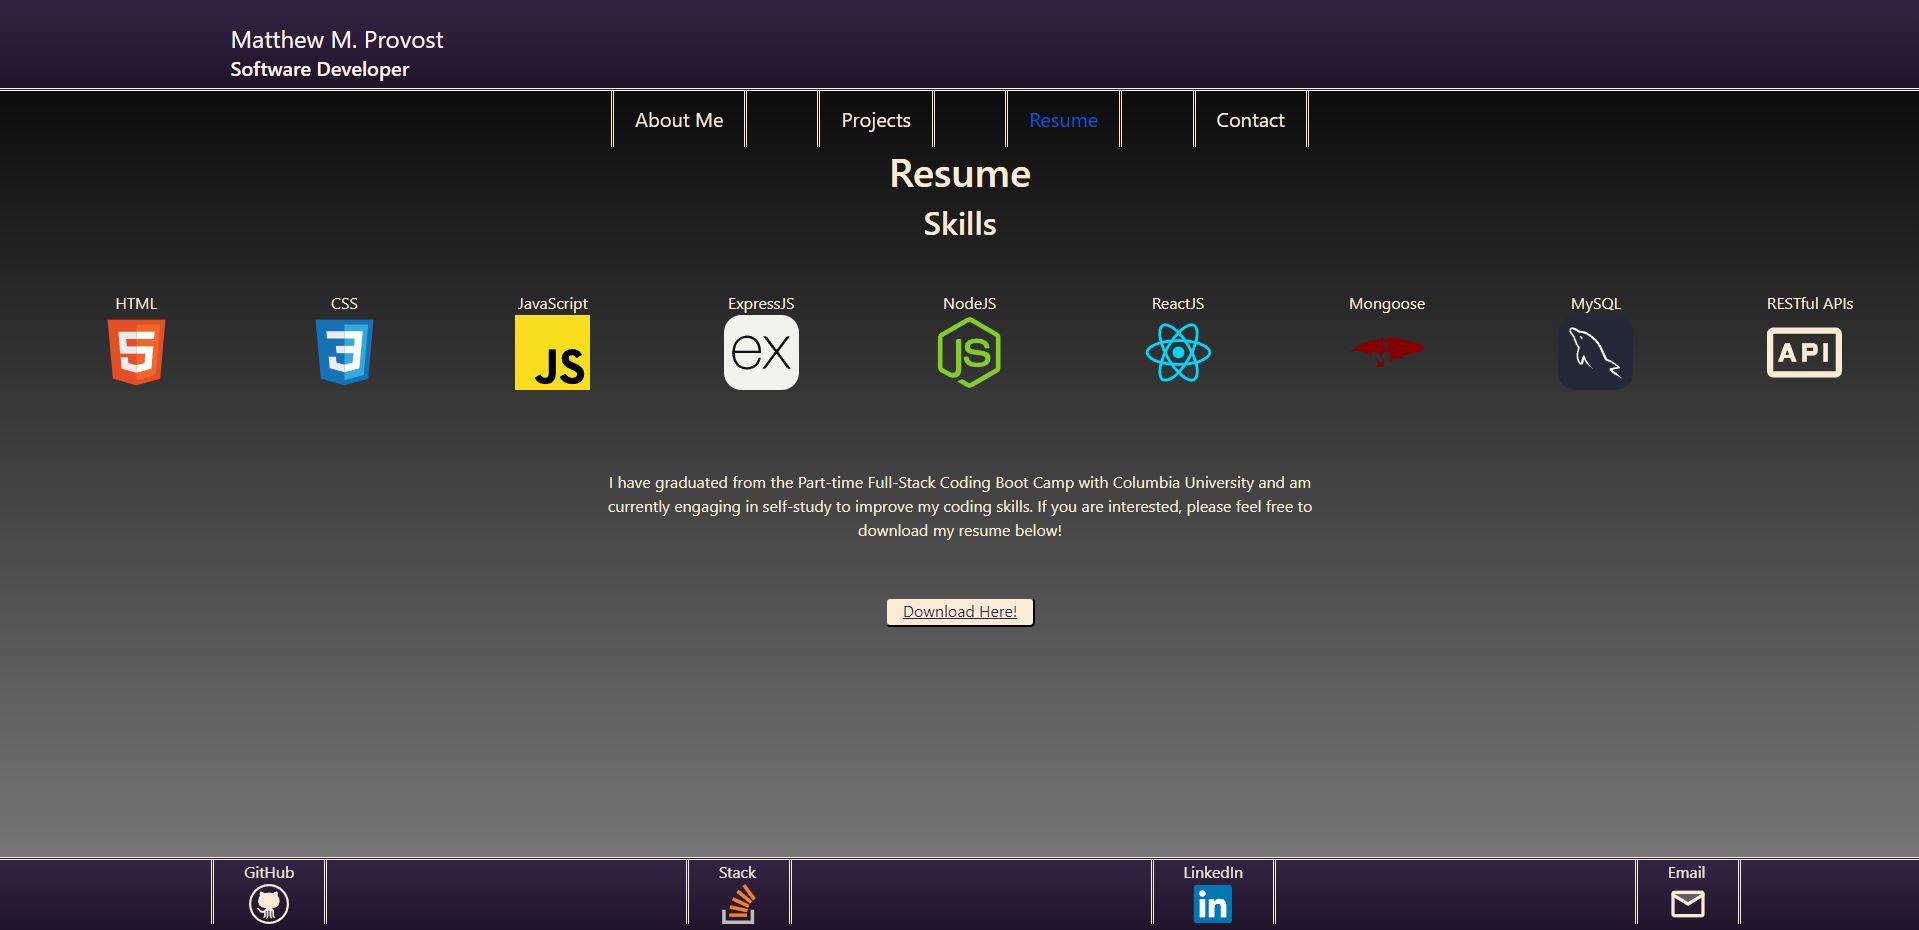 Matthew M. Provost
Software Developer
About Me
Projects
Resume
Contact
Resume
Skills
HTML
CSS
JavaScript
ExpressJS
NodeJS
ReactJS
Mongoose
MySQL
RESTful APIs
5
3
JS
ex
JS
API
I have graduated from the Part-time Full-Stack Coding Boot Camp with Columbia University and am
currently engaging in self-study to improve my coding skills. If you are interested, please feel free to
download my resume below!
Download Here!
GitHub
Stack
LinkedIn
Email
in